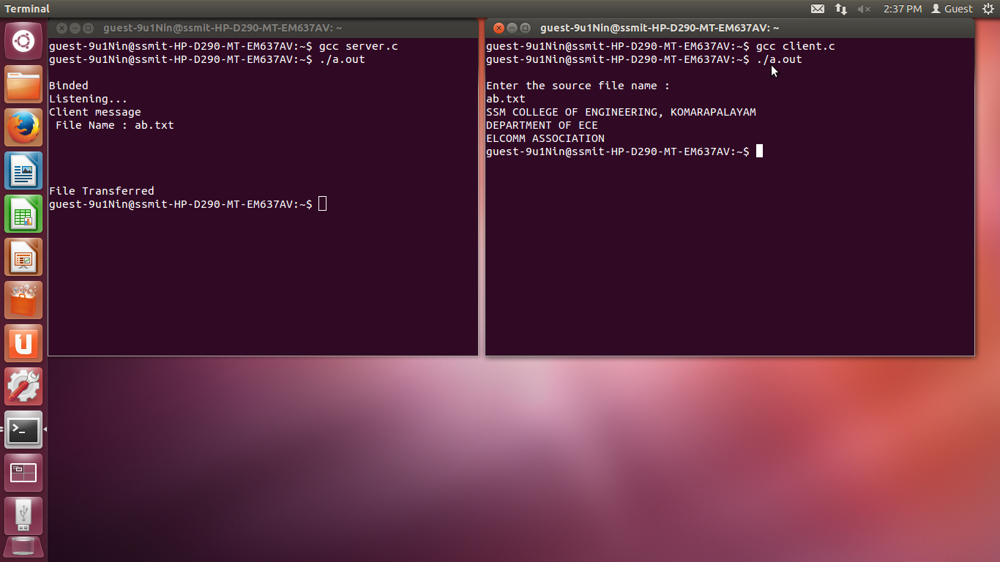 Terminal
2:37 PM
Guest
guest-9u1Nin@ssmit-HP-D290-MT-EM637AV: ~
guest-9u1Nin@ssmit-HP-D290-MT-EM637AV:~$ gcc server.c
guest-9u1Nin@ssmit-HP-D290-MT-EM637AV:~$ ./a.out
Binded
Listening...
Client message
File Name : ab.txt
File Transferred
guest-9u1Nin@ssmit-HP-D290-MT-EM637AV:~$
guest-9u1Nin@ssmit-HP-D290-MT-EM637AV: ~
guest-9u1Nin@ssmit-HP-D290-MT-EM637AV:~$ gcc client.c
guest-9u1Nin@ssmit-HP-D290-MT-EM637AV:~$ ./a.out
Enter the source file name :
ab.txt
SSM COLLEGE OF ENGINEERING, KOMARAPALAYAM
DEPARTMENT OF ECE
ELCOMM ASSOCIATION
guest-9u1Nin@ssmit-HP-D290-MT-EM637AV:~$